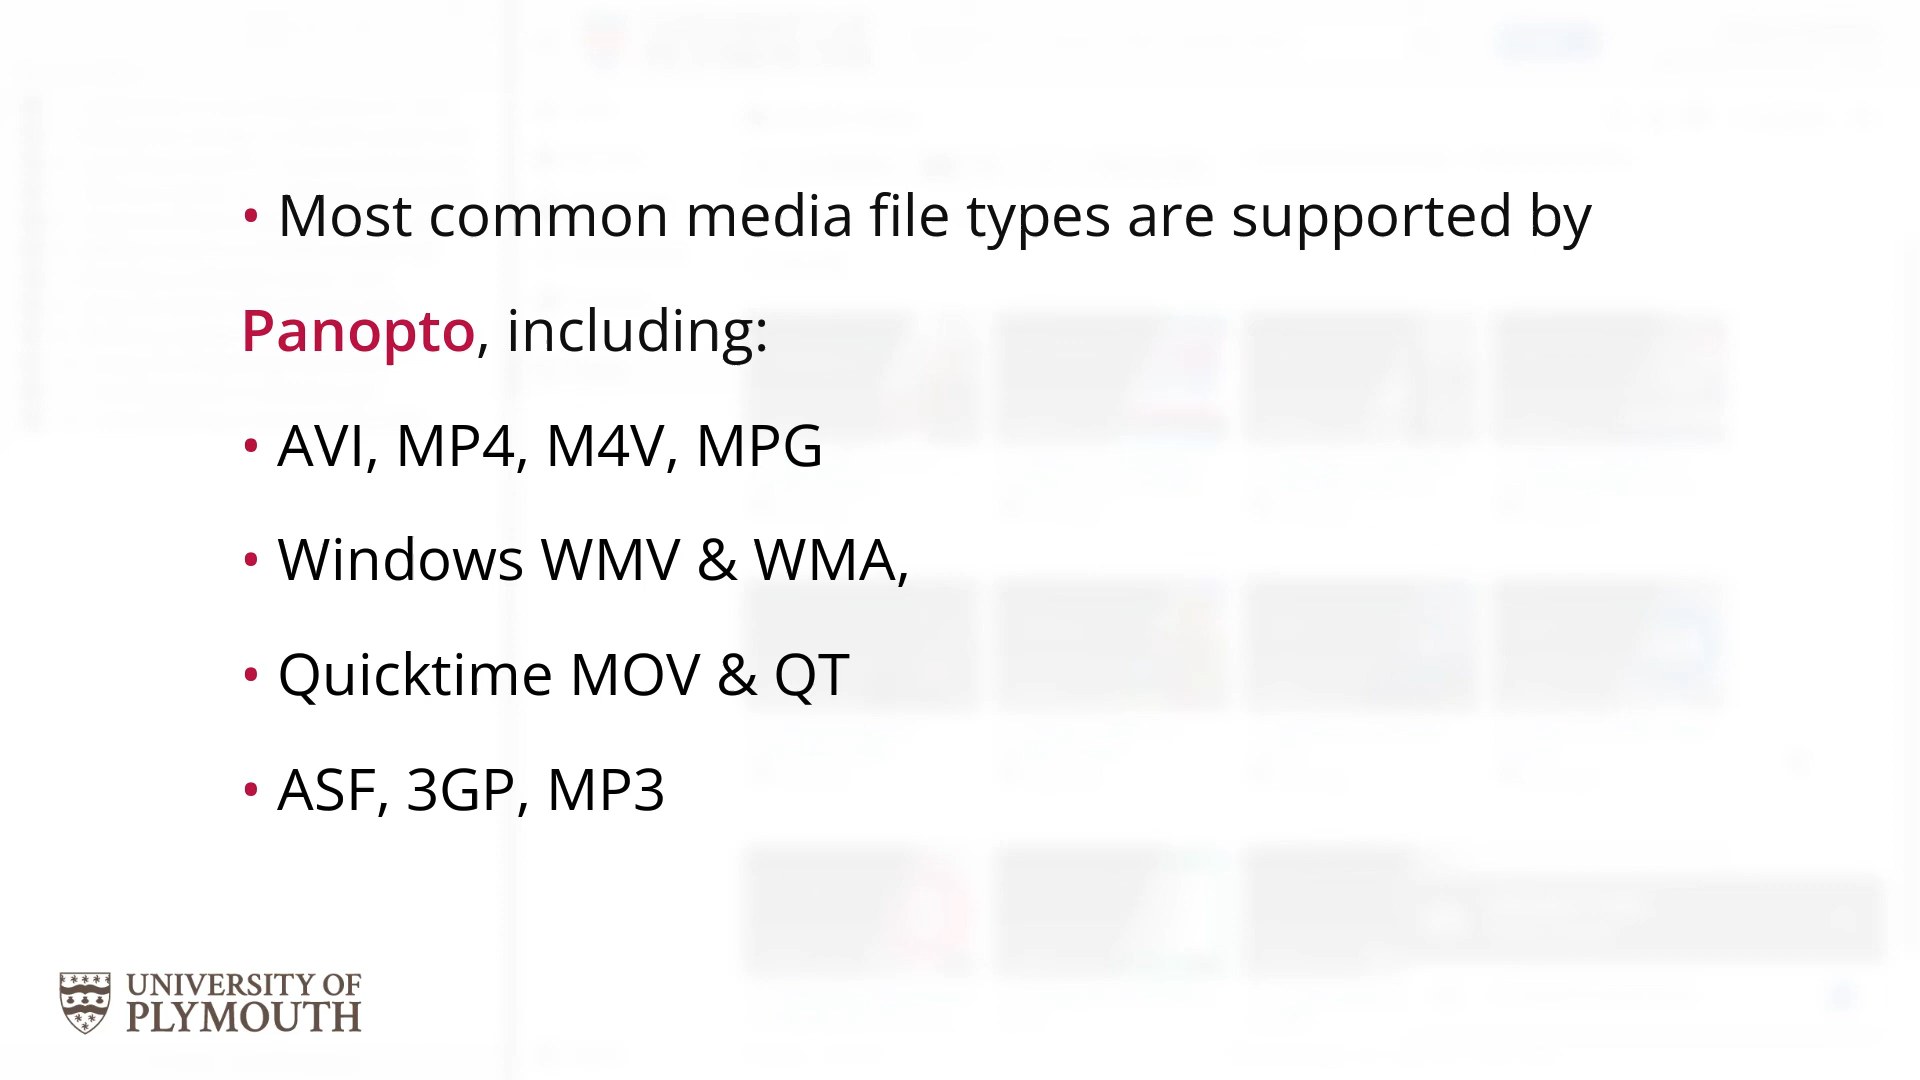 • Most common media file types are supported by
Panopto, including:
• AVI, MP4, M4V, MPG
• Windows WMV & WMA,
• Quicktime MOV & QT
• ASF, 3GP, MP3
UNIVERSITY OF
PLYMOUTH